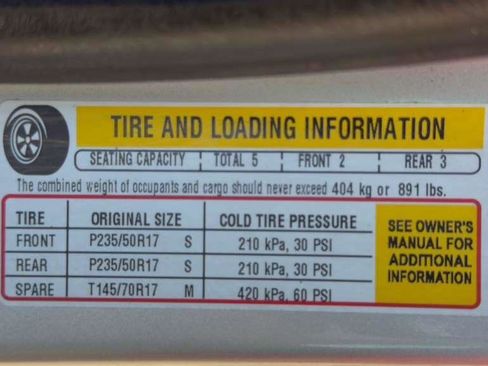 TIRE AND LOADING INFORMATION
SEATING CAPACITY TOTAL 5 FRONT 2 REAR 3
The combined weight of occupants and cargo should never exceed 404 kg or 891 lbs.
TIRE ORIGINAL SIZE COLD TIRE PRESSURE
FRONT P235/50R17 S 210 kPa, 30 PSI
REAR P235/50R17 S 210 kPa, 30 PSI
SPARE T145/70R17 M 420 kPa, 60 PSI
SEE OWNER'S
MANUAL FOR
ADDITIONAL
INFORMATION